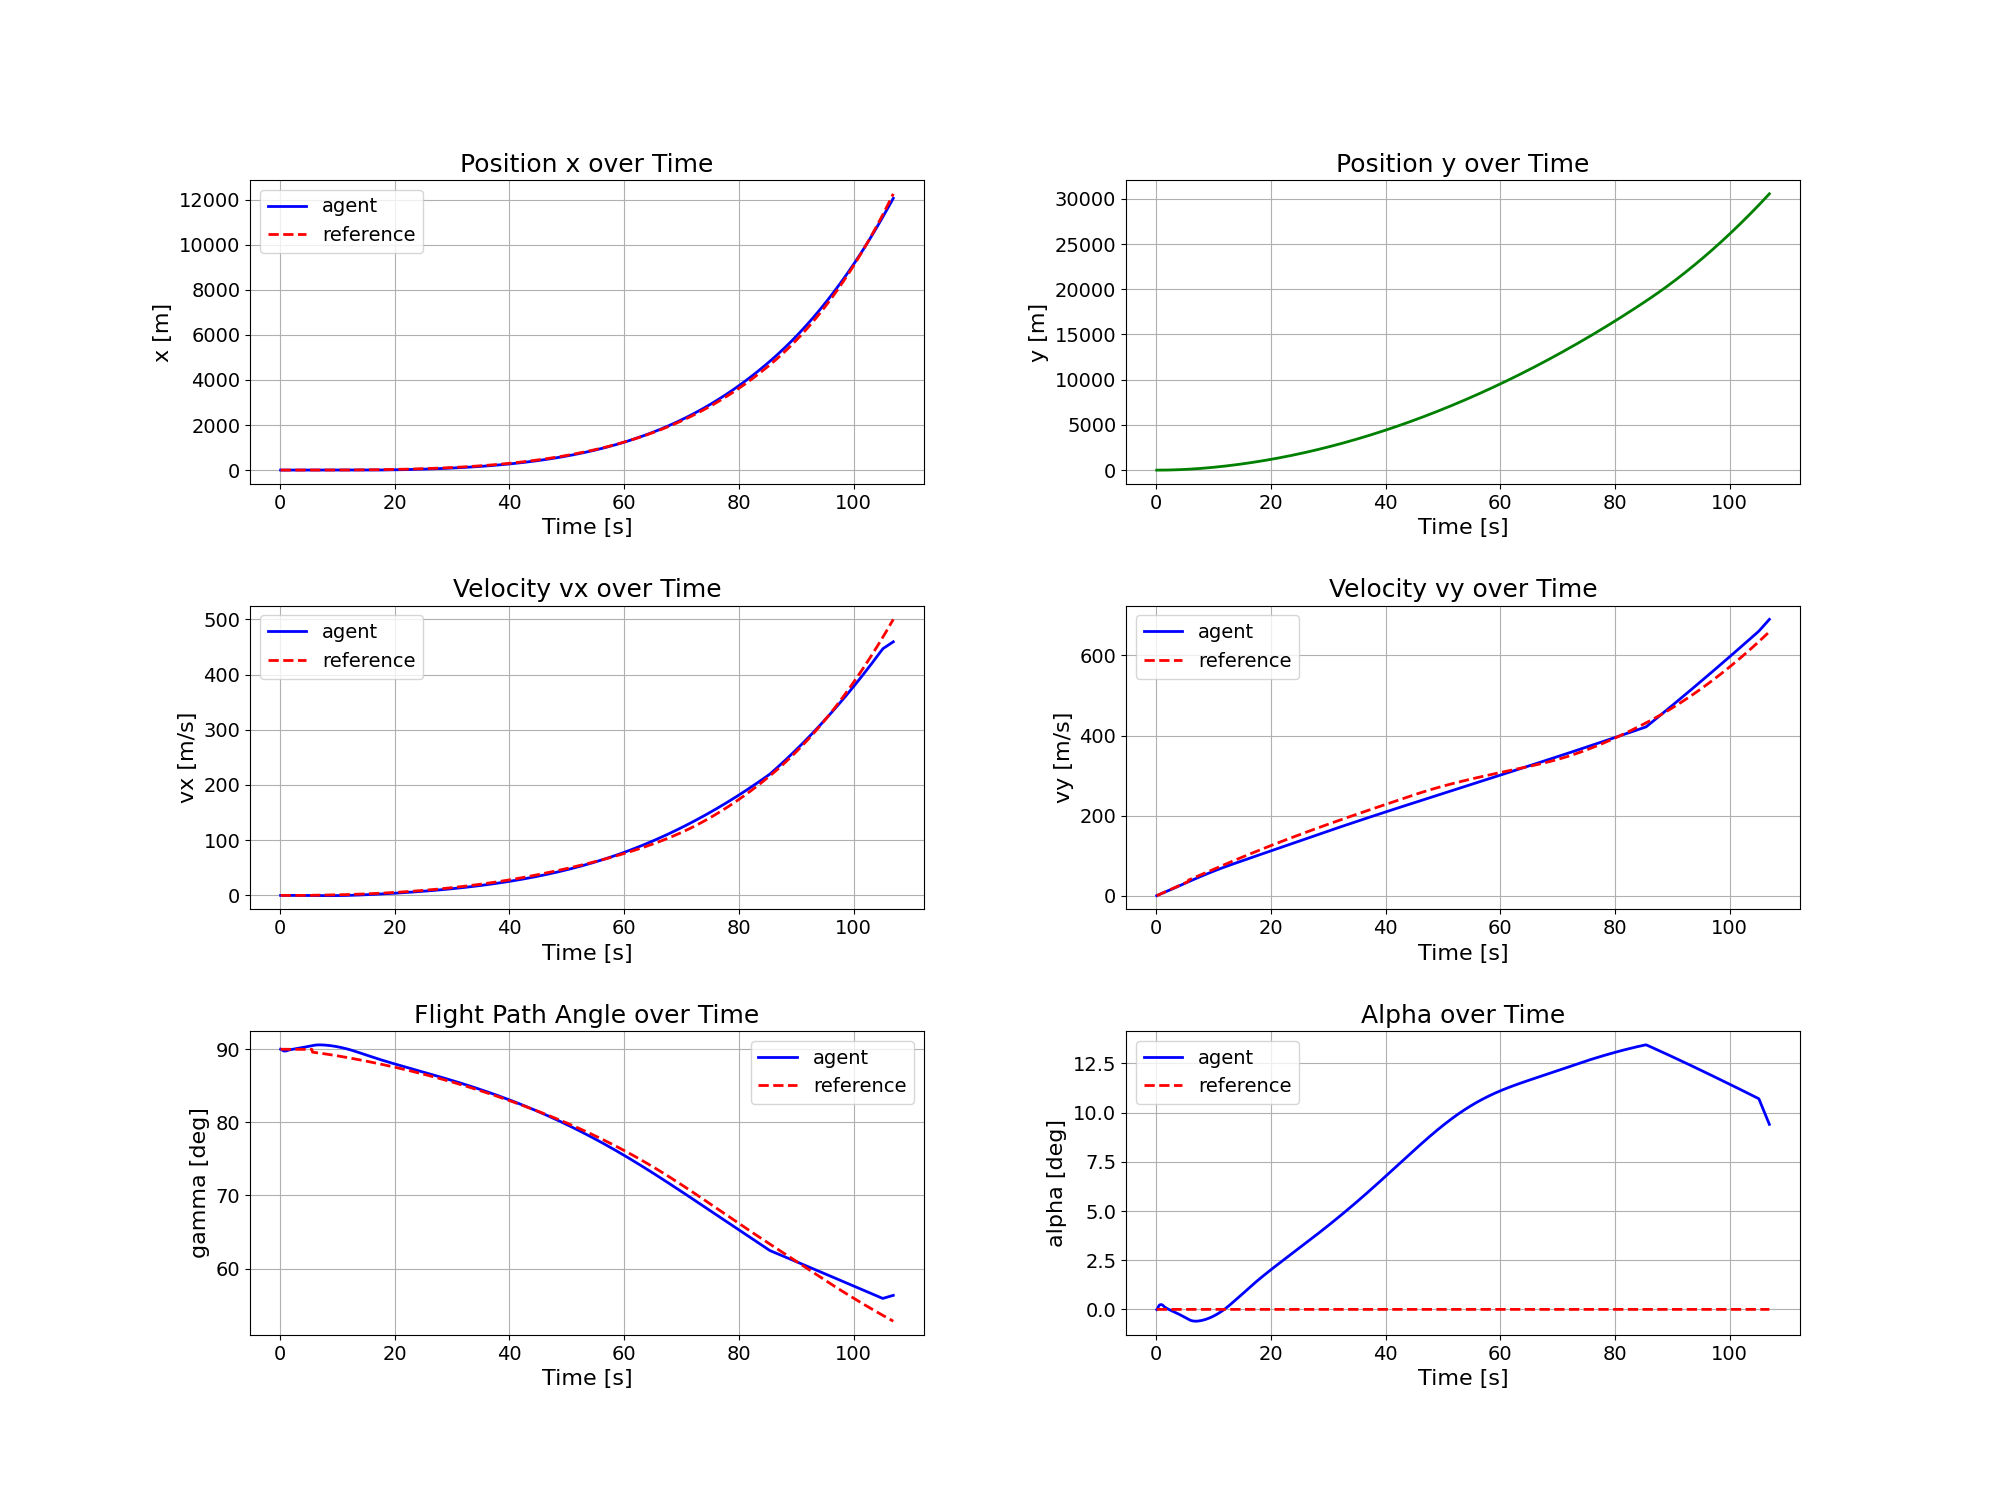 Position x over Time
x [m]
12000
10000
8000
6000
4000
2000
0
agent
reference
0 20 40 60 80 100
Time [s]
Position y over Time
y [m]
30000
25000
20000
15000
10000
5000
0
0 20 40 60 80 100
Time [s]
Velocity vx over Time
vx [m/s]
500
400
300
200
100
0
agent
reference
0 20 40 60 80 100
Time [s]
Velocity vy over Time
vy [m/s]
600
400
200
0
agent
reference
0 20 40 60 80 100
Time [s]
Flight Path Angle over Time
gamma [deg]
90
80
70
60
agent
reference
0 20 40 60 80 100
Time [s]
Alpha over Time
alpha [deg]
12.5
10.0
7.5
5.0
2.5
0.0
agent
reference
0 20 40 60 80 100
Time [s]